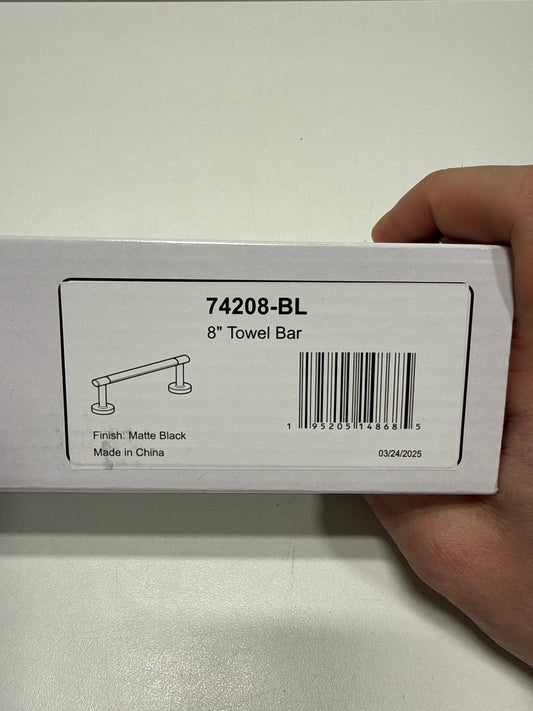 74208-BL
8" Towel Bar
1 95205 14868 5
Finish: Matte Black
Made in China
03/24/2025